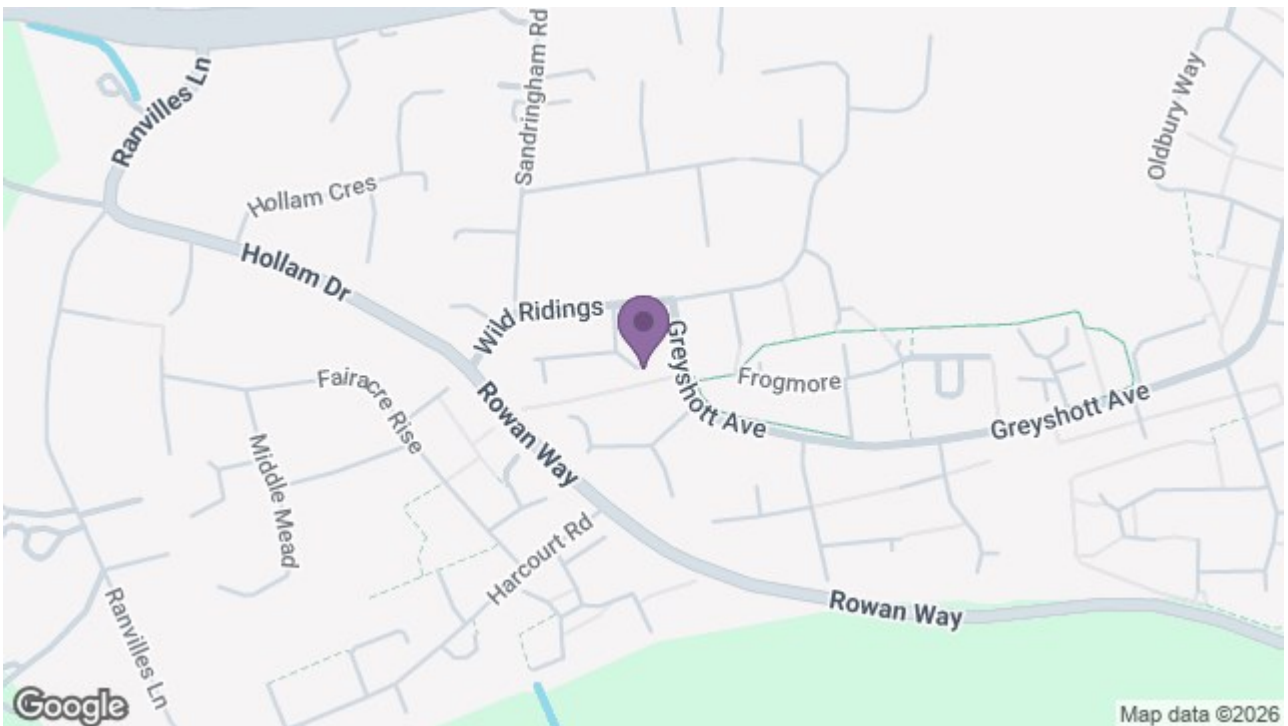 Sandringham Rd
Oldbury Way
Ranvilles Ln
Hollam Cres
Hollam Dr
Wild Ridings
Greyshott Ave
Frogmore
Fairacre Rise
Greyshott Ave
Rowan Way
Middle Mead
Harcourt Rd
Rowan Way
Ranvilles Ln
Google
Map data ©2026